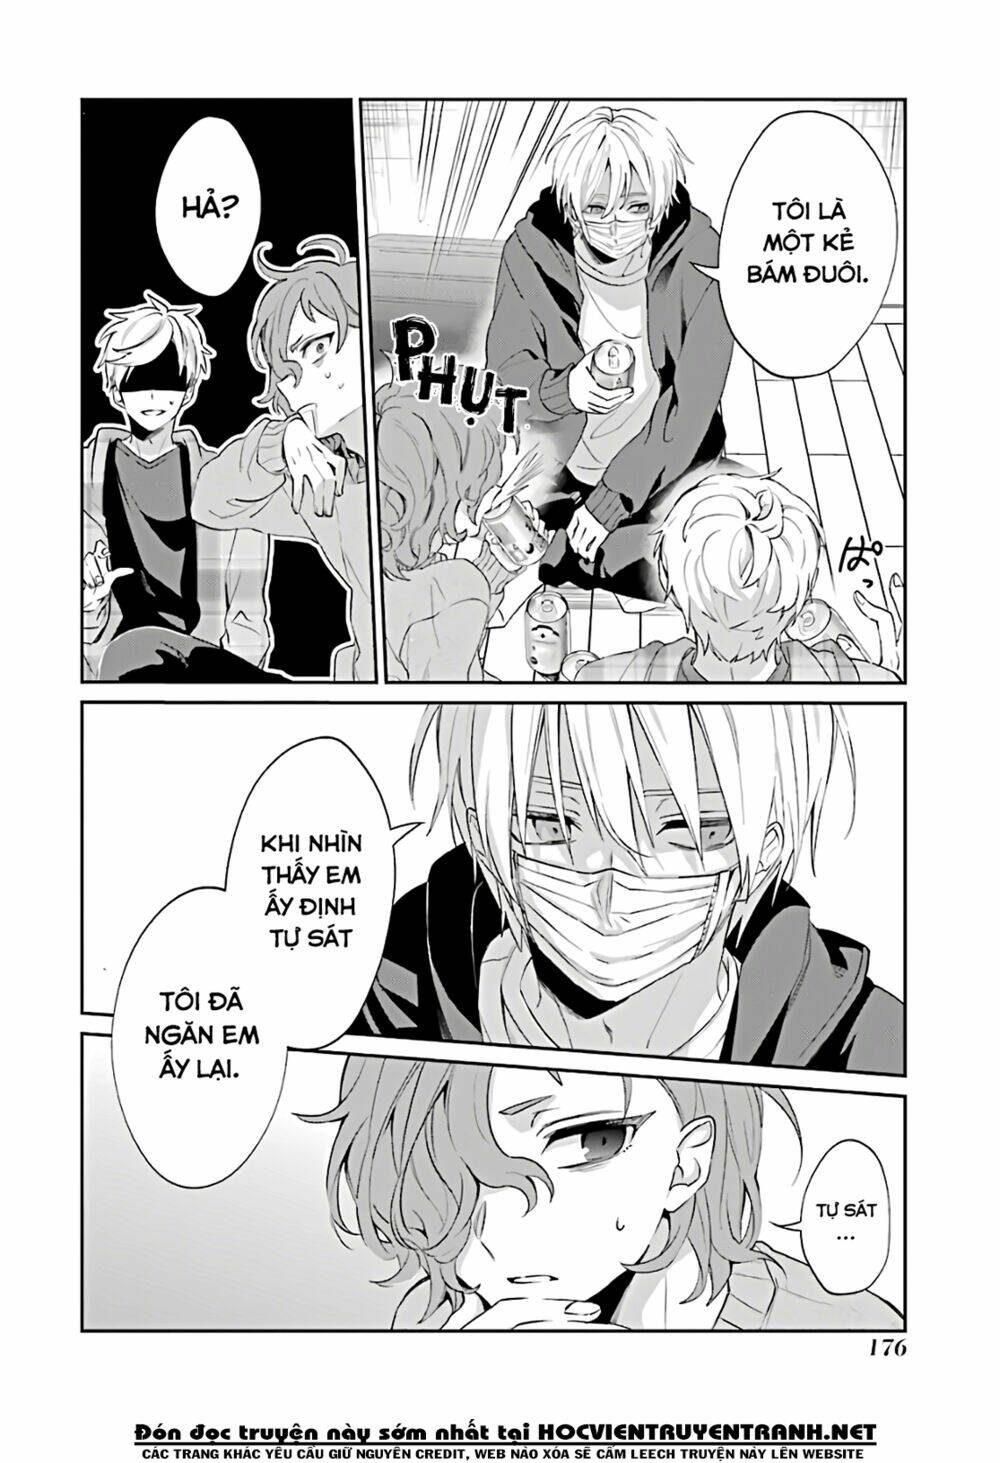 TÔI LÀ
MỘT KẺ
BÁM ĐUÔI.
PHỤT
ぱっ
HẢ?
KHI NHÌN
THẤY EM
ẤY ĐỊNH
TỰ SÁT
TÔI ĐÃ
NGĂN EM
ẤY LẠI.
TỰ SÁT
...
176
Đón đọc truyện này sớm nhất tại HOCVIENTRUYENTRANH.NET
CÁC TRANG KHÁC YÊU CẦU GIỮ NGUYÊN CREDIT, WEB NÀO XÓA SẼ CẤM LEECH TRUYỆN NÀY LÊN WEBSITE